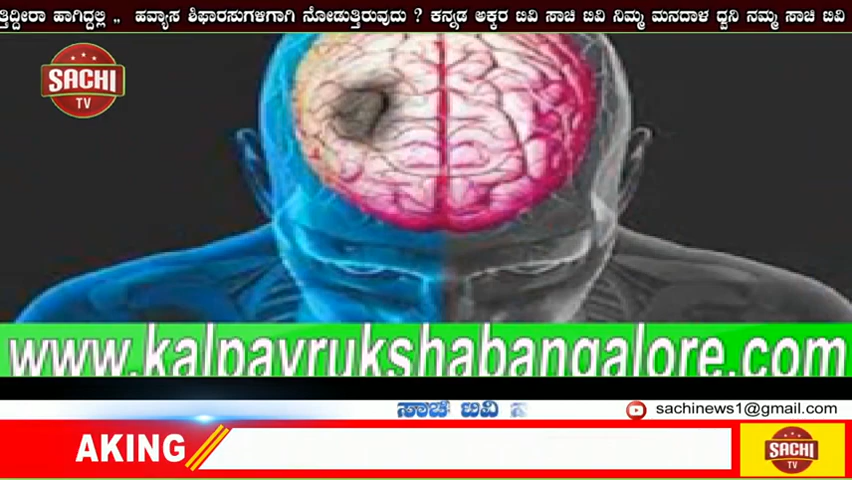 ತ್ತಿದ್ದೀರಾ ಹಾಗಿದ್ದಲ್ಲಿ ,, ಹವ್ಯಾಸ ಶಿಫಾರಸುಗಳಿಗಾಗಿ ನೋಡುತ್ತಿರುವುದು ? ಕನ್ನಡ ಅಕ್ಕರ ಟಿವಿ ಸಾಚಿ ಟಿವಿ ನಿಮ್ಮ ಮನದಾಳ ಧ್ವನಿ ನಮ್ಮ ಸಾಚಿ ಟಿವಿ
SACHI
TV
www.kalpavrukshabangalore.com
ಸಾಚಿ ಟಿವಿ
sachinews1@gmail.com
AKING
SACHI
TV